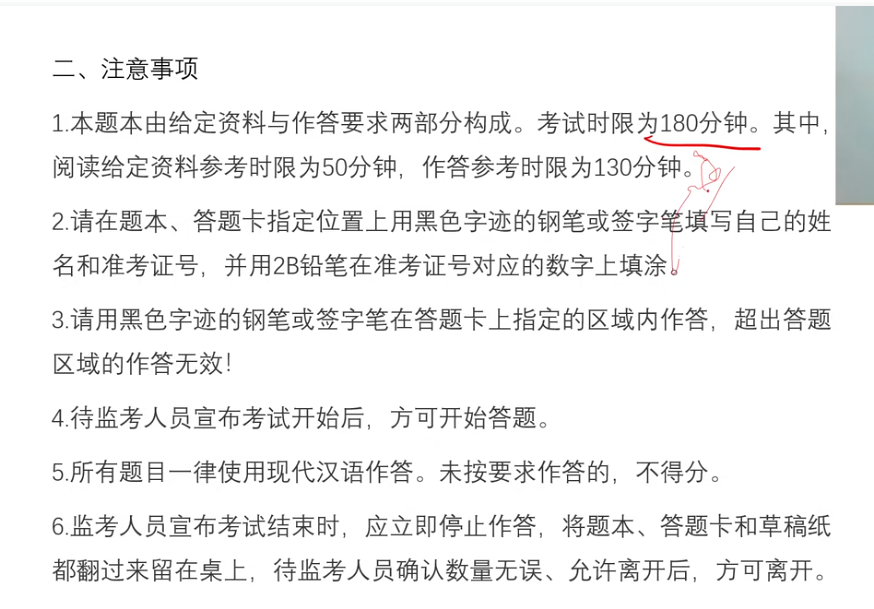 二、注意事项
1.本题本由给定资料与作答要求两部分构成。考试时限为180分钟。其中，
阅读给定资料参考时限为50分钟，作答参考时限为130分钟。
2.请在题本、答题卡指定位置上用黑色字迹的钢笔或签字笔填写自己的姓
名和准考证号，并用2B铅笔在准考证号对应的数字上填涂。
3.请用黑色字迹的钢笔或签字笔在答题卡上指定的区域内作答，超出答题
区域的作答无效！
4.待监考人员宣布考试开始后，方可开始答题。
5.所有题目一律使用现代汉语作答。未按要求作答的，不得分。
6.监考人员宣布考试结束时，应立即停止作答，将题本、答题卡和草稿纸
都翻过来留在桌上，待监考人员确认数量无误、允许离开后，方可离开。